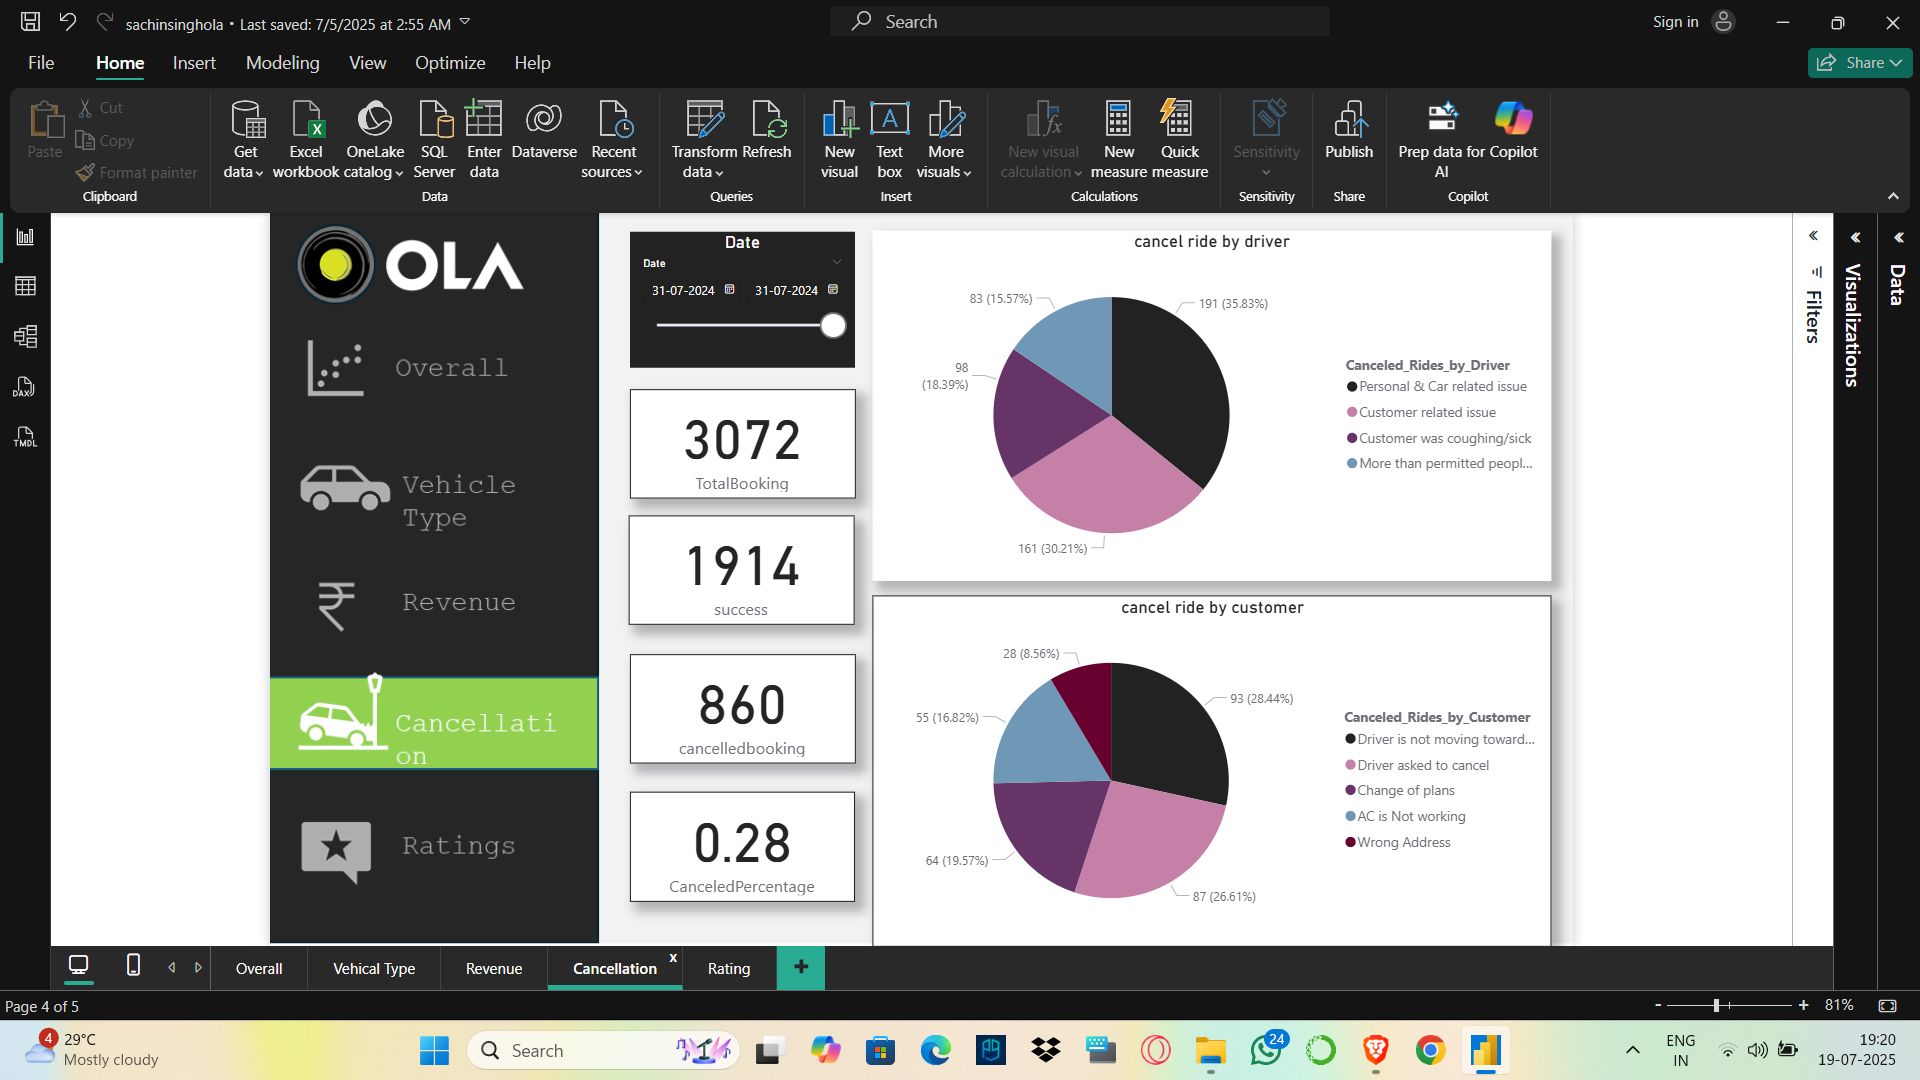 sachinsinghola • Last saved: 7/5/2025 at 2:55 AM
Search
Sign in
File
Home
Insert
Modeling
View
Optimize
Help
Share
Paste
Cut
Copy
Format painter
Clipboard
Get data
Excel workbook
OneLake catalog
SQL Server
Enter data
Dataverse
Recent sources
Data
Transform data
Refresh
Queries
New visual
Text box
More visuals
Insert
New visual calculation
New measure
Quick measure
Calculations
Sensitivity
Sensitivity
Publish
Share
Prep data for AI
Copilot
Copilot
DAX
TMDL
OLA
Overall
Vehicle
Type
Revenue
Cancellati
on
Ratings
Date
Date
31-07-2024
31-07-2024
3072
TotalBooking
1914
success
860
cancelledbooking
0.28
CanceledPercentage
cancel ride by driver
83 (15.57%)
191 (35.83%)
98
(18.39%)
161 (30.21%)
Canceled_Rides_by_Driver
Personal & Car related issue
Customer related issue
Customer was coughing/sick
More than permitted peopl...
cancel ride by customer
28 (8.56%)
93 (28.44%)
55 (16.82%)
64 (19.57%)
87 (26.61%)
Canceled_Rides_by_Customer
Driver is not moving toward...
Driver asked to cancel
Change of plans
AC is Not working
Wrong Address
Filters
Visualizations
Data
Overall
Vehical Type
Revenue
Cancellation
x
Rating
+
Page 4 of 5
- + 81%
4
29°C
Mostly cloudy
Search
24
ENG
IN
19:20
19-07-2025